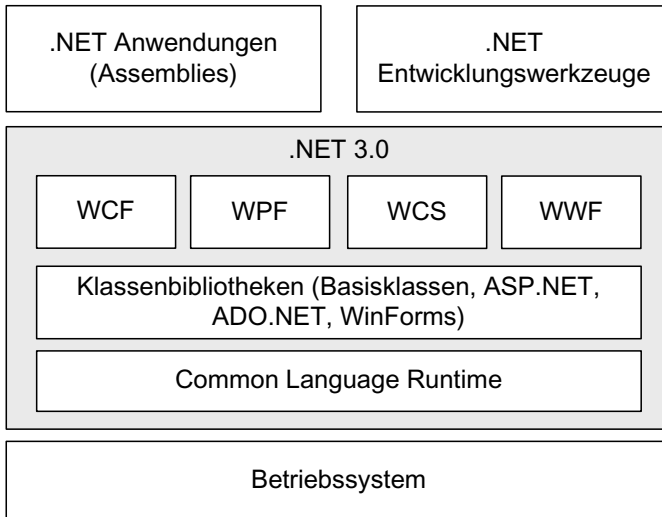 .NET Anwendungen
(Assemblies)
.NET
Entwicklungswerkzeuge
.NET 3.0
WCF
WPF
WCS
WWF
Klassenbibliotheken (Basisklassen, ASP.NET,
ADO.NET, WinForms)
Common Language Runtime
Betriebssystem